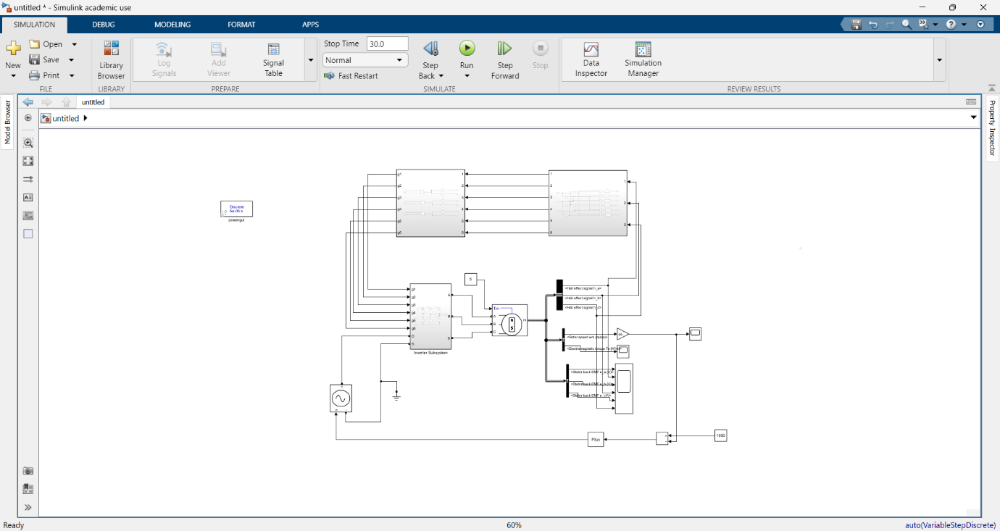 untitled * - Simulink academic use
SIMULATION DEBUG MODELING FORMAT APPS
New
Open
Save
Print
FILE
Library
Browser
LIBRARY
Log
Signals
Add
Viewer
Signal
Table
PREPARE
Stop Time 30.0
Normal
Fast Restart
Step
Back
Run
Step
Forward
Stop
SIMULATE
Data
Inspector
Simulation
Manager
REVIEW RESULTS
Model Browser
untitled
untitled
Property Inspector
Discrete
5e-05 s.
powergui
g1
g2
g3
g4
g5
g6
1
2
3
4
5
6
1
2
3
4
5
6
1
2
3
g1
g2
g3
g4
g5
g6
D
S
A
B
C
Inverter Subsystem
5
Tm
A
B
C
N
S
m
<Hall effect signal h_a>
<Hall effect signal h_b>
<Hall effect signal h_c>
<Rotor speed wm (rad/s)>
<Electromagnetic torque Te (N*m)>
<Stator back EMF e_a (V)>
<Stator back EMF e_b (V)>
<Stator back EMF e_c (V)>
-K-
PI(z)
+
−
1000
Ready
60%
auto(VariableStepDiscrete)